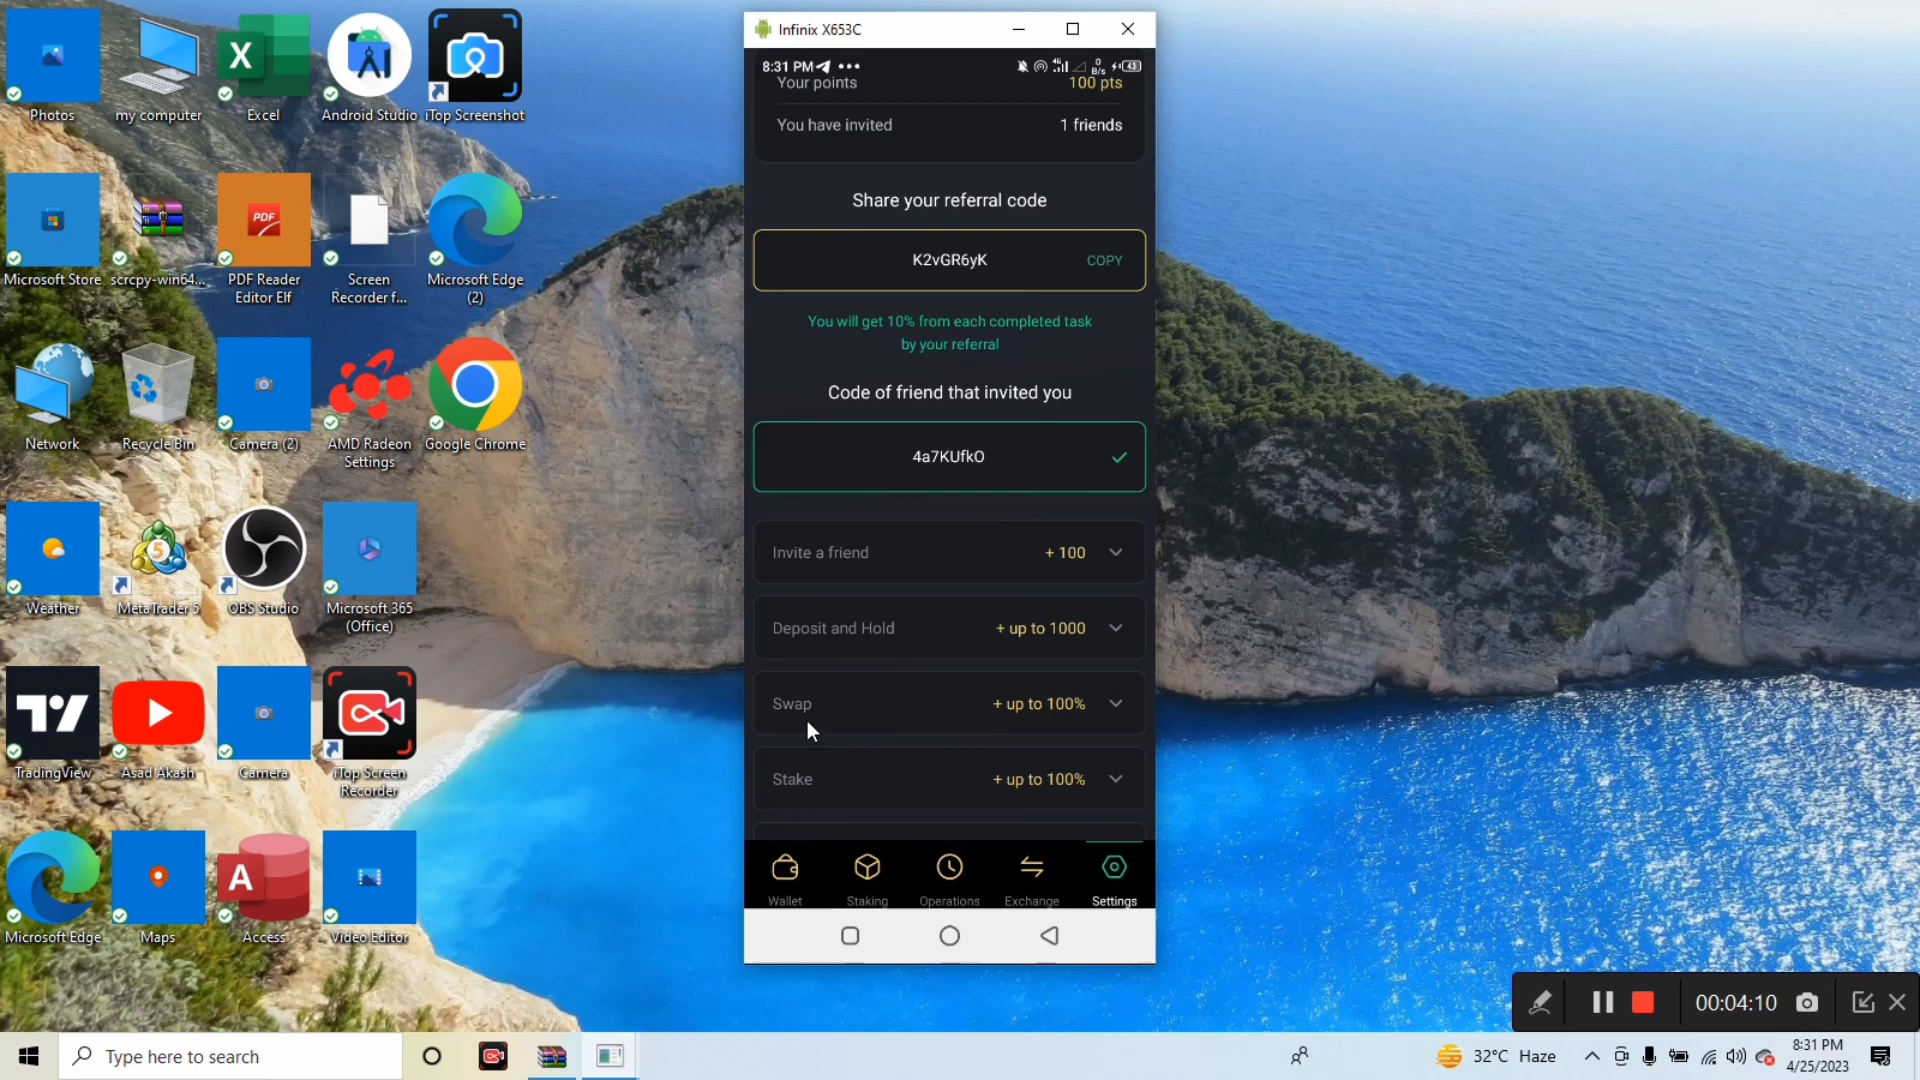 Photos
my computer
Excel
Android Studio
iTop Screenshot
Microsoft Store
scrcpy-win64...
PDF
PDF Reader
Editor Elf
Screen
Recorder f...
Microsoft Edge
(2)
Network
Recycle Bin
Camera (2)
AMD Radeon
Settings
Google Chrome
Weather
5
MetaTrader 5
OBS Studio
Microsoft 365
(Office)
TradingView
Asad Akash
Camera
iTop Screen
Recorder
Microsoft Edge
Maps
A
Access
Video Editor
Infinix X653C
8:31 PM
4G
0
B/s
43
Your points
100 pts
You have invited
1 friends
Share your referral code
K2vGR6yK
COPY
You will get 10% from each completed task
by your referral
Code of friend that invited you
4a7KUfkO
Invite a friend
+ 100
Deposit and Hold
+ up to 1000
Swap
+ up to 100%
Stake
+ up to 100%
Wallet
Staking
Operations
Exchange
Settings
00:04:10
Type here to search
32°C Haze
8:31 PM
4/25/2023